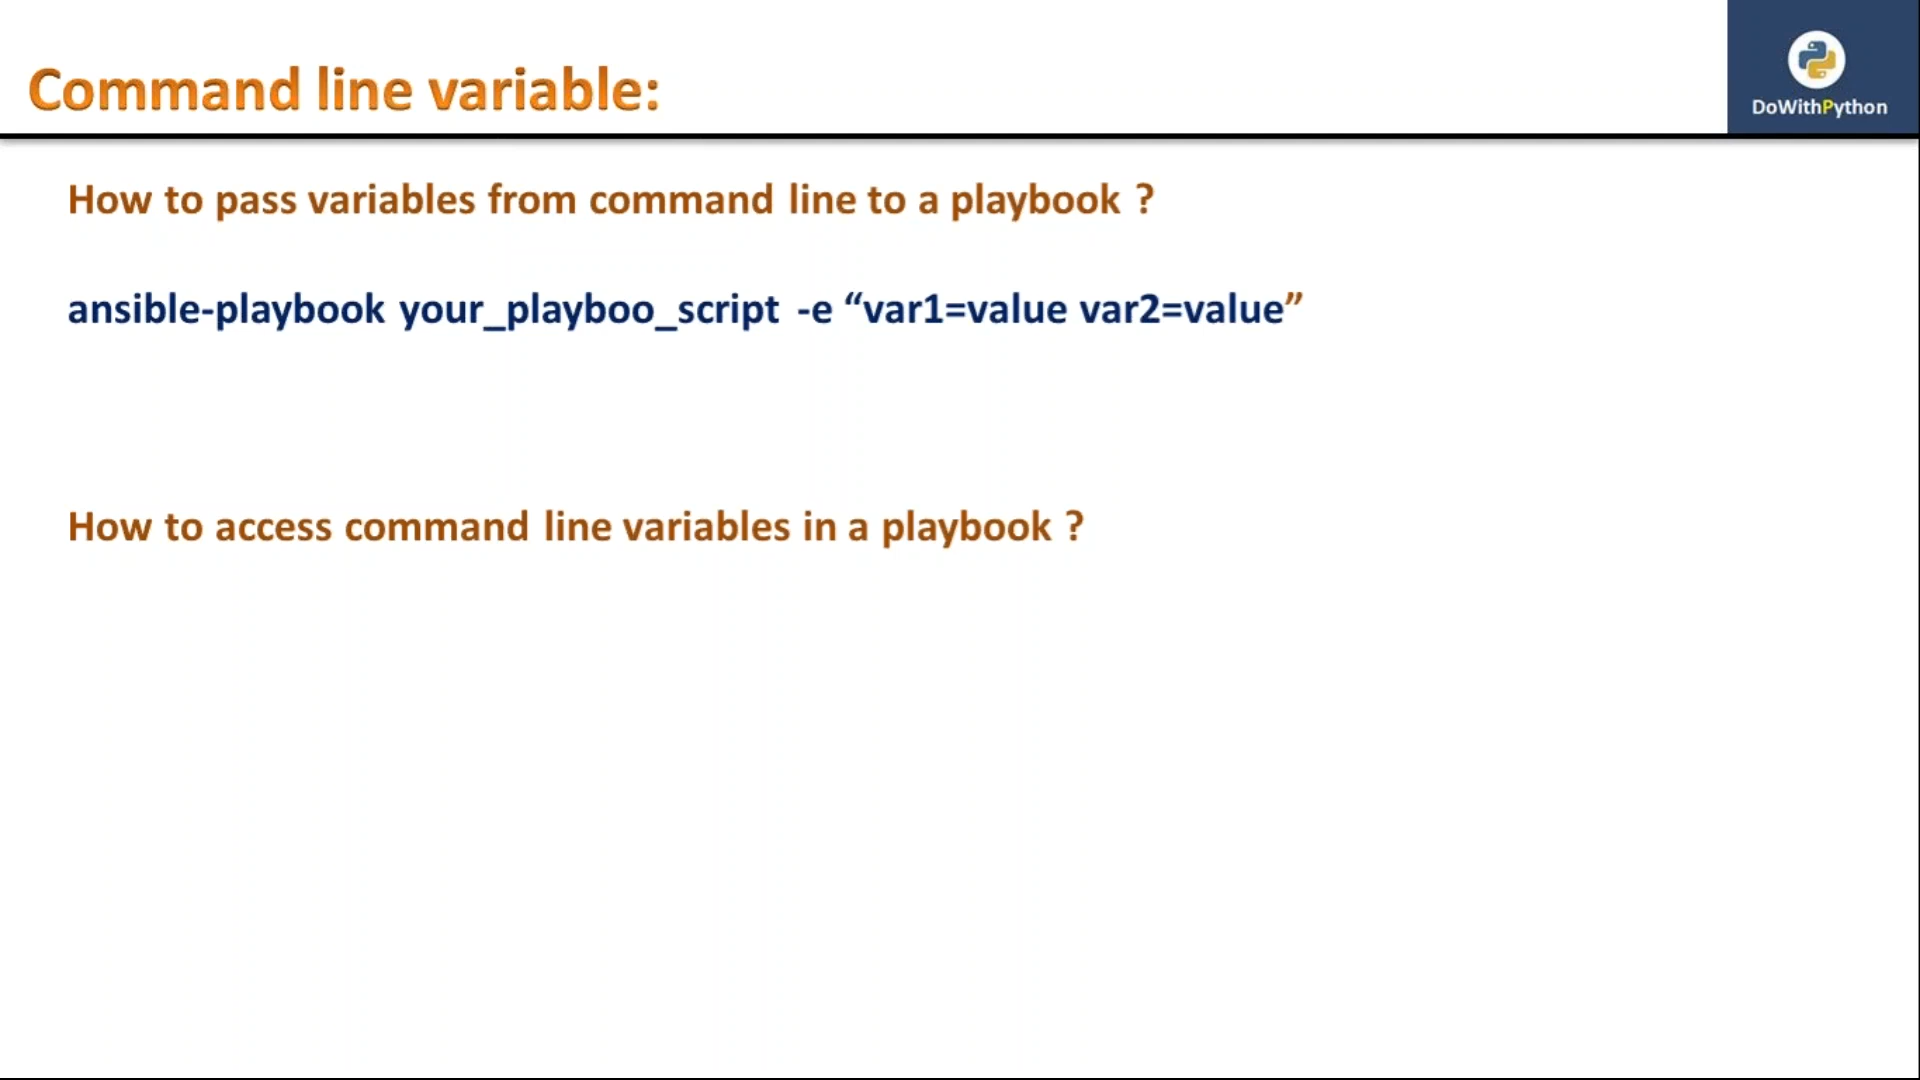 Command line variable:
DoWithPython
How to pass variables from command line to a playbook ?
ansible-playbook your_playboo_script -e “var1=value var2=value”
How to access command line variables in a playbook ?